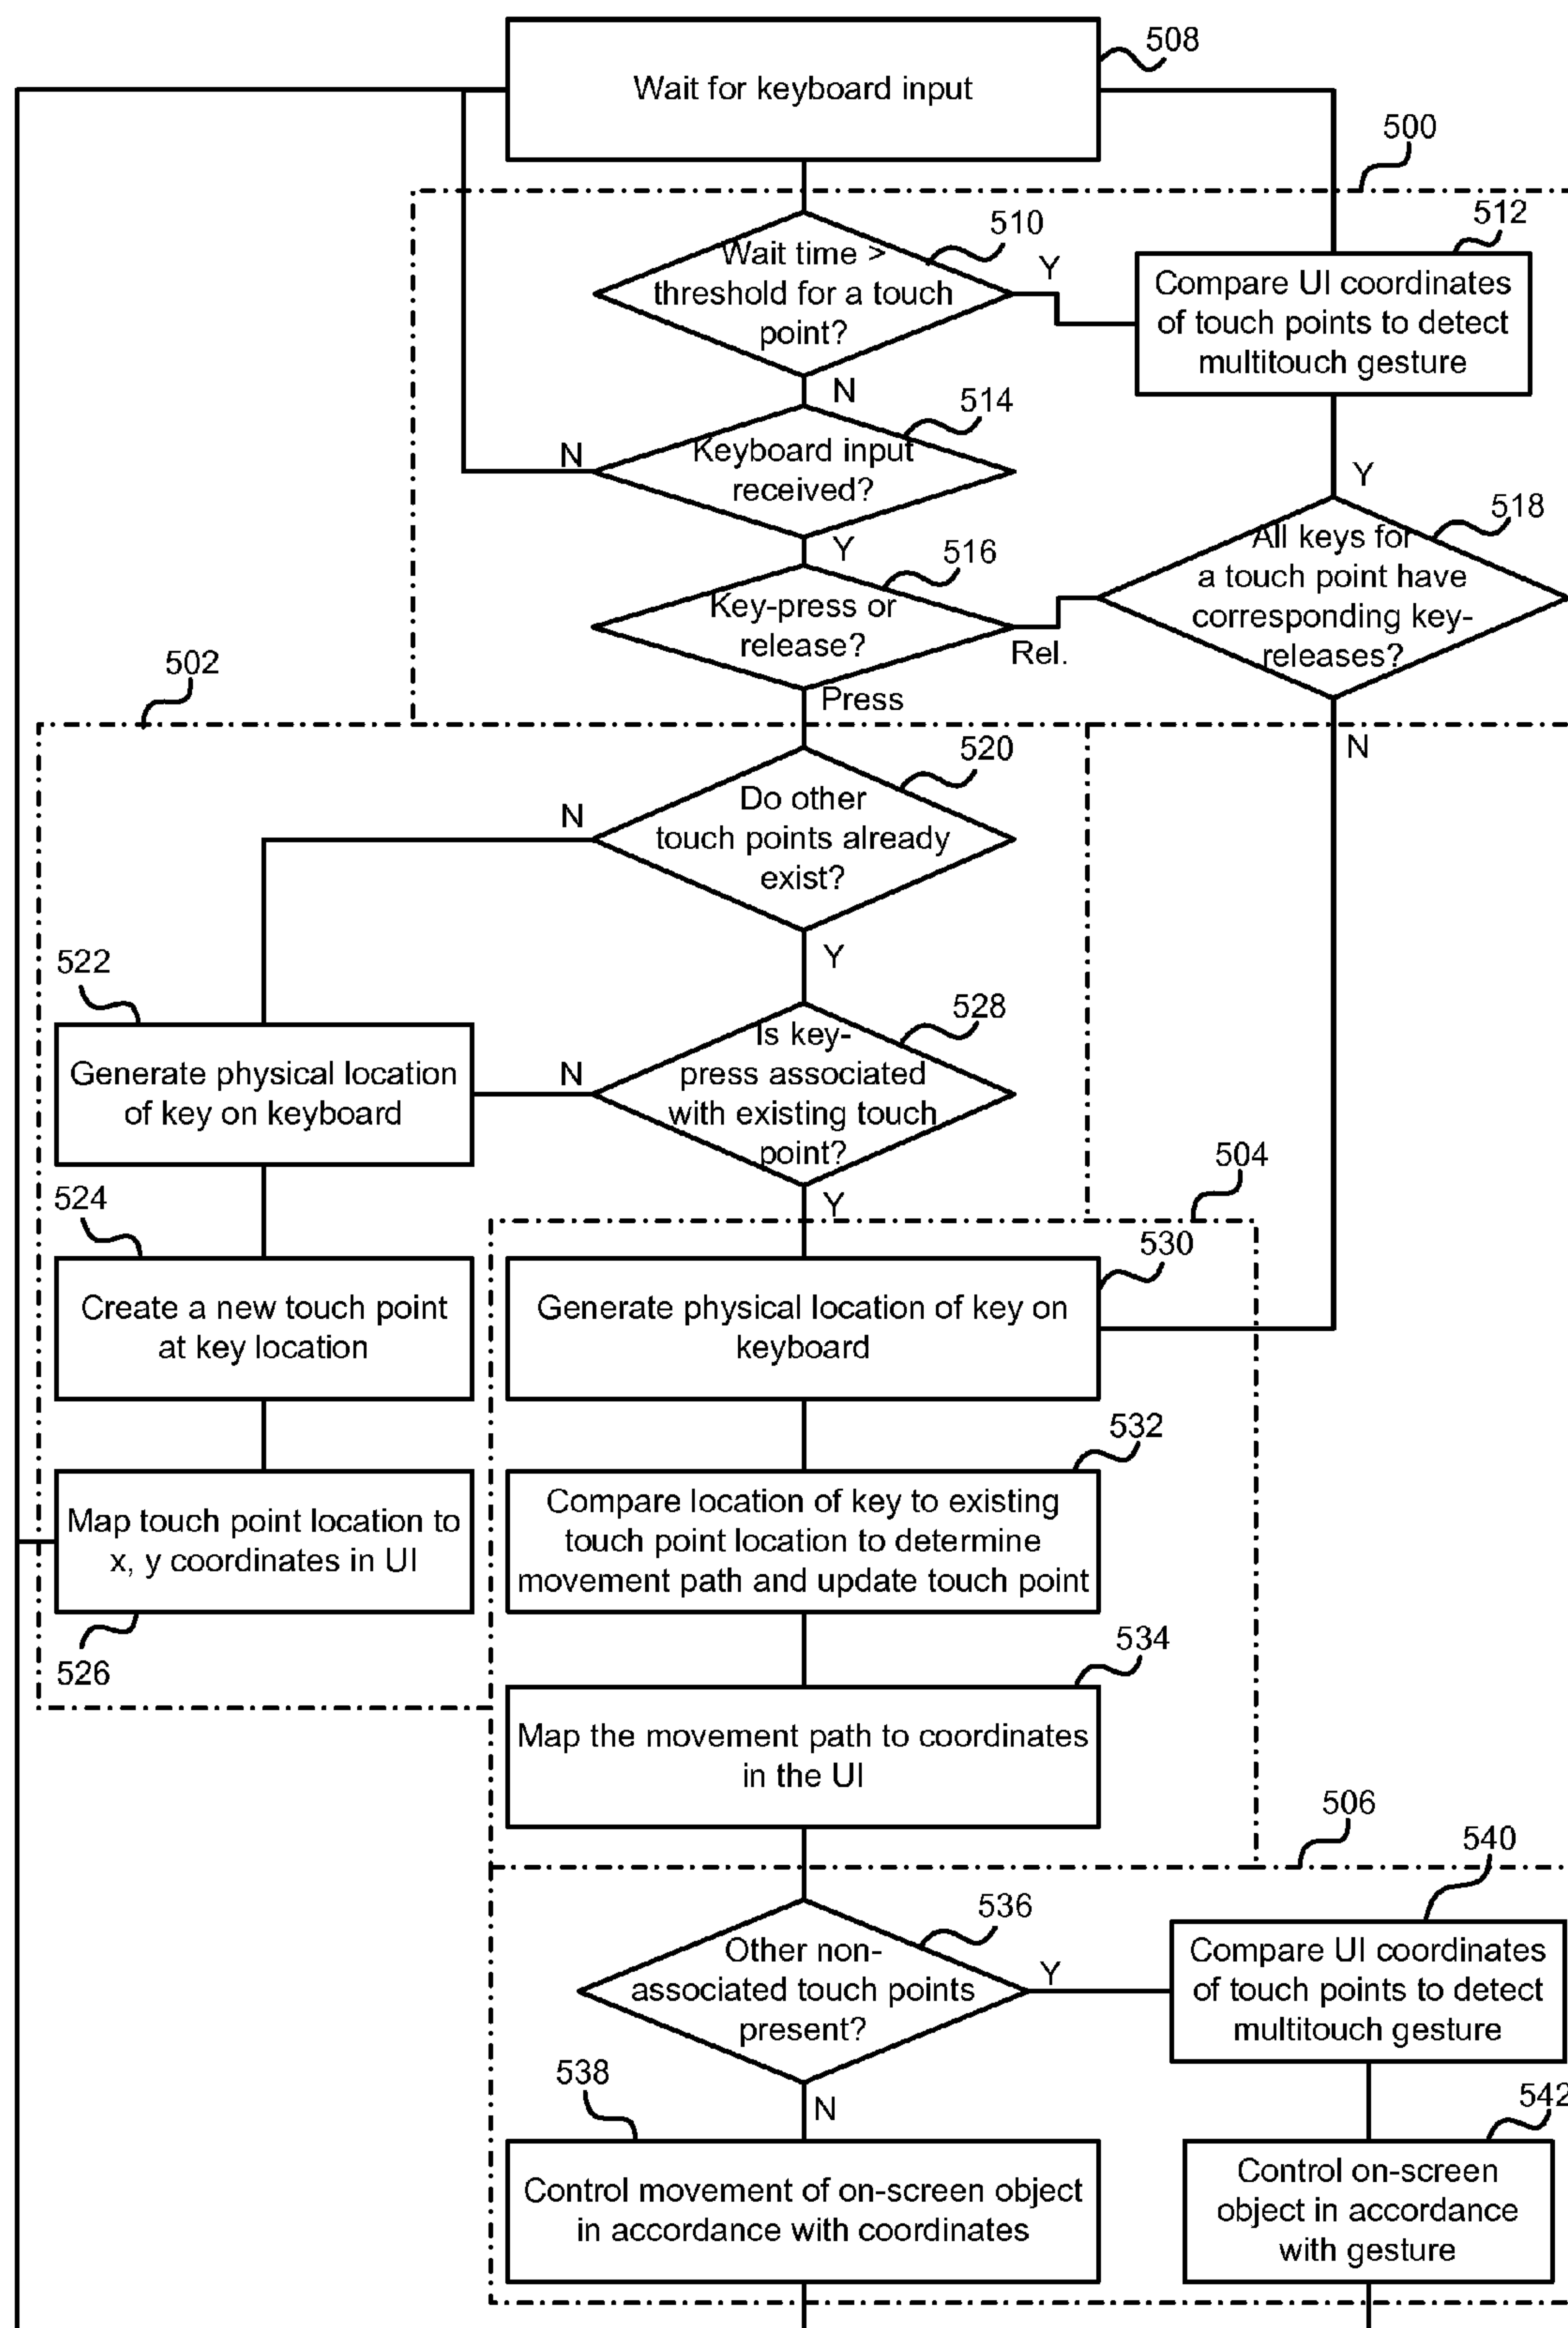 508
Wait for keyboard input
500
510
512
Wait time >
threshold for a touch
point?
Y
Compare UI coordinates
of touch points to detect
multitouch gesture
N
514
Keyboard input
received?
N
Y
Y
516
518
Key-press or
release?
Rel.
All keys for
a touch point have
corresponding key-
releases?
502
Press
N
520
Do other
touch points already
exist?
N
Y
522
528
Generate physical location
of key on keyboard
N
Is key-
press associated
with existing touch
point?
504
524
Y
530
Create a new touch point
at key location
Generate physical location of key on
keyboard
532
Map touch point location to
x, y coordinates in UI
Compare location of key to existing
touch point location to determine
movement path and update touch point
526
534
Map the movement path to coordinates
in the UI
506
540
536
Other non-
associated touch points
present?
Y
Compare UI coordinates
of touch points to detect
multitouch gesture
538
N
542
Control movement of on-screen object
in accordance with coordinates
Control on-screen
object in accordance
with gesture